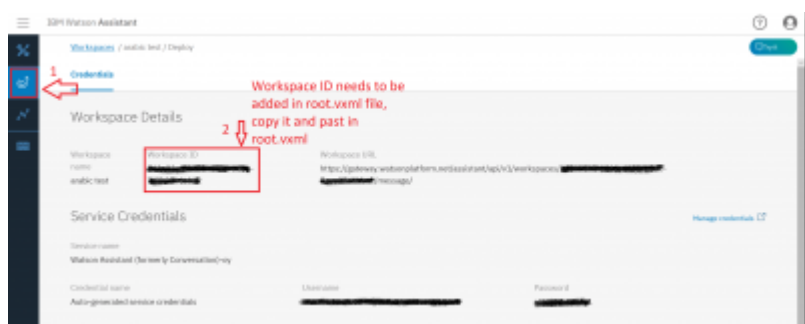 IBM Watson Assistant
Workspaces / arabic test / Deploy
1
Credentials
Workspace ID needs to be
added in root.vxml file,
copy it and past in
root.vxml
Workspace Details
2
Workspace
name
arabic test
Workspace ID
Workspace URL
https://gateway.watsonplatform.net/assistant/api/v1/workspaces/
/message/
Service Credentials
Manage credentials
Service name
Watson Assistant (formerly Conversation)-vy
Credential name
Username
Password
Auto-generated service credentials